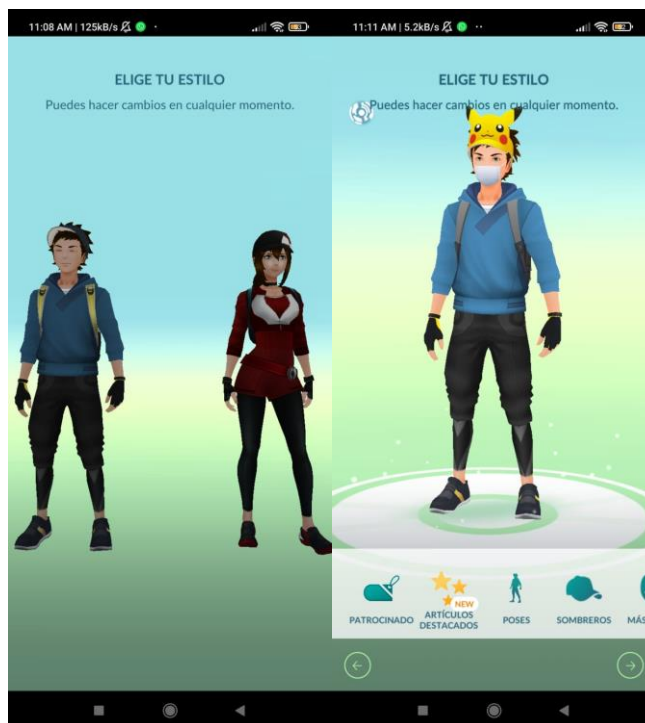 11:08 AM | 125kB/s
ELIGE TU ESTILO
Puedes hacer cambios en cualquier momento.
11:11 AM | 5.2kB/s
ELIGE TU ESTILO
Puedes hacer cambios en cualquier momento.
PATROCINADO
ARTÍCULOS
DESTACADOS
NEW
POSES
SOMBREROS
MÁS